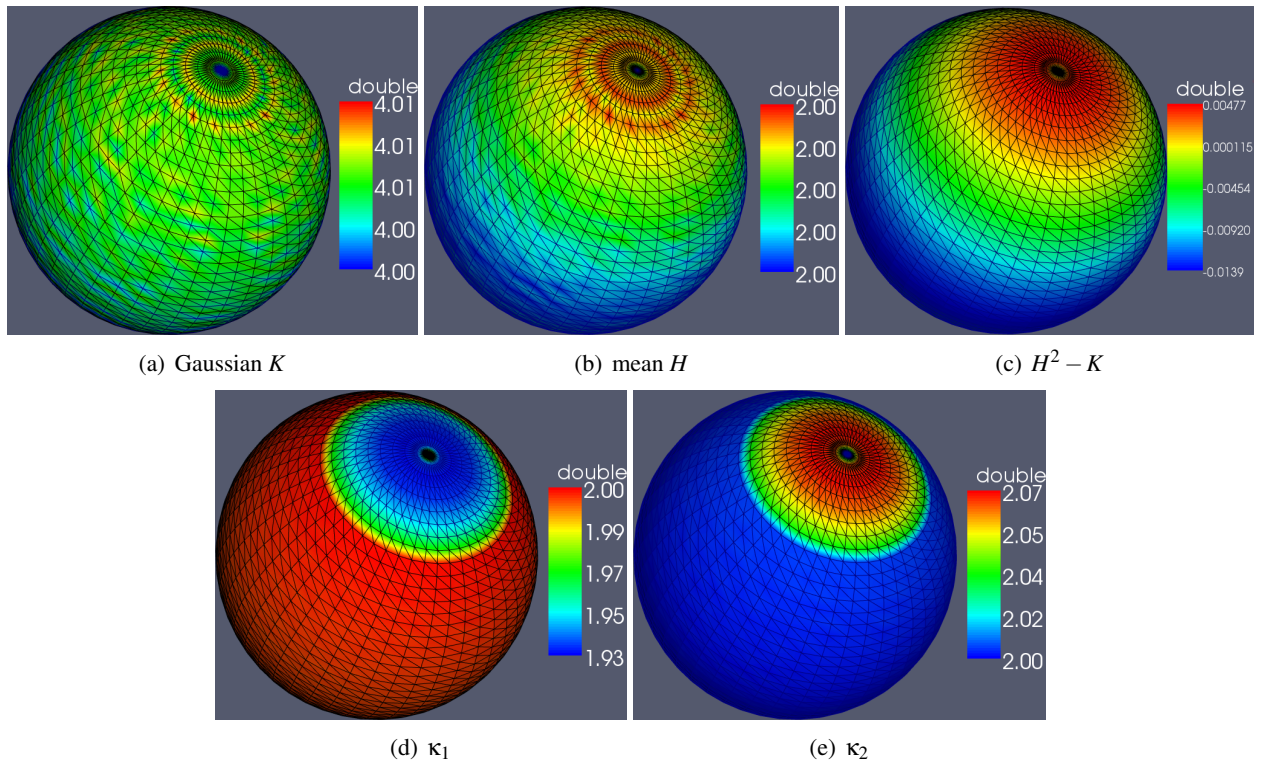 double
4.01
4.01
4.01
4.00
4.00
double
2.00
2.00
2.00
2.00
2.00
double
0.00477
0.000115
-0.00454
-0.00920
-0.0139
(a) Gaussian K
(b) mean H
(c) H² − K
double
2.00
1.99
1.97
1.95
1.93
double
2.07
2.05
2.04
2.02
2.00
(d) κ₁
(e) κ₂